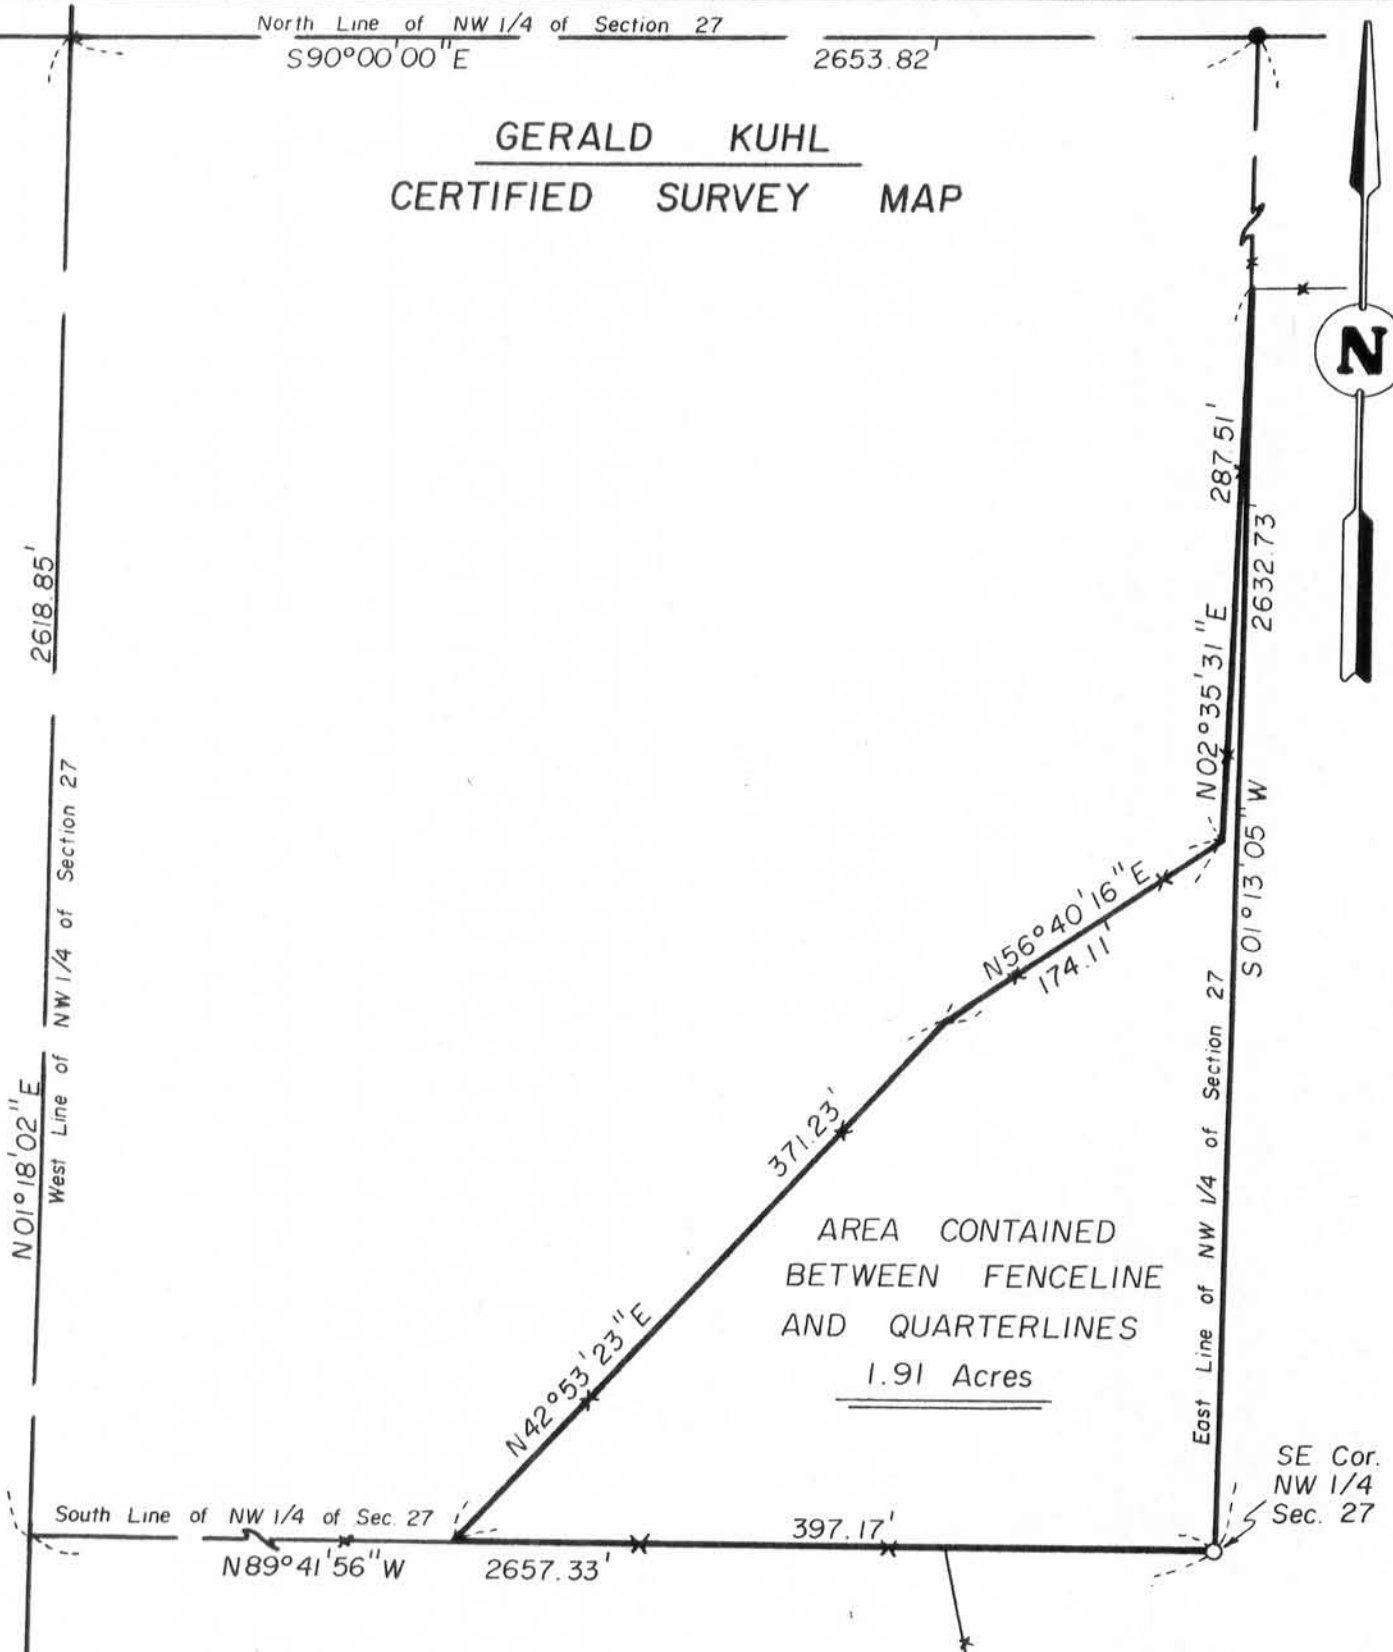 North Line of NW 1/4 of Section 27
S90°00'00"E
2653.82'
GERALD KUHL
CERTIFIED SURVEY MAP
N
287.51'
2632.73'
2618.85'
N02°35'31"E
S01°13'05"W
West Line of NW 1/4 of Section 27
N56°40'16"E
174.11'
East Line of NW 1/4 of Section 27
N01°18'02"E
371.23'
AREA CONTAINED
BETWEEN FENCELINE
AND QUARTERLINES
1.91 Acres
N42°53'23"E
SE Cor.
NW 1/4
Sec. 27
South Line of NW 1/4 of Sec. 27
397.17'
N89°41'56"W
2657.33'